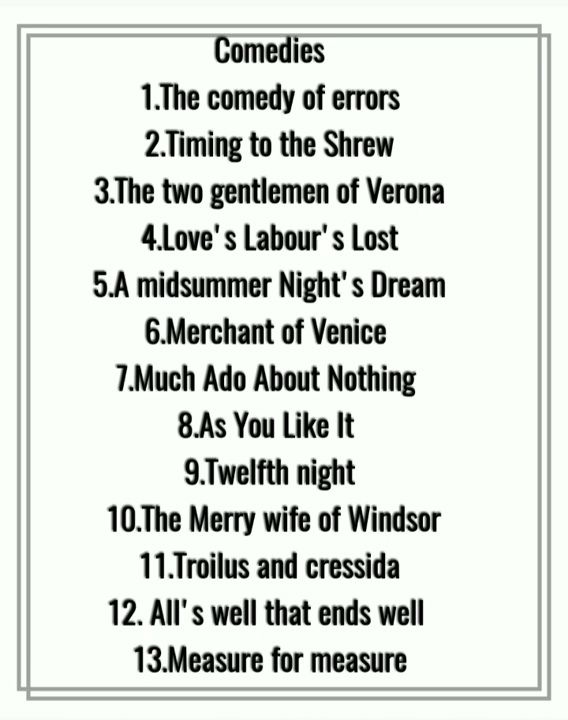 Comedies
1.The comedy of errors
2.Timing to the Shrew
3.The two gentlemen of Verona
4.Love's Labour's Lost
5.A midsummer Night's Dream
6.Merchant of Venice
7.Much Ado About Nothing
8.As You Like It
9.Twelfth night
10.The Merry wife of Windsor
11.Troilus and cressida
12. All's well that ends well
13.Measure for measure